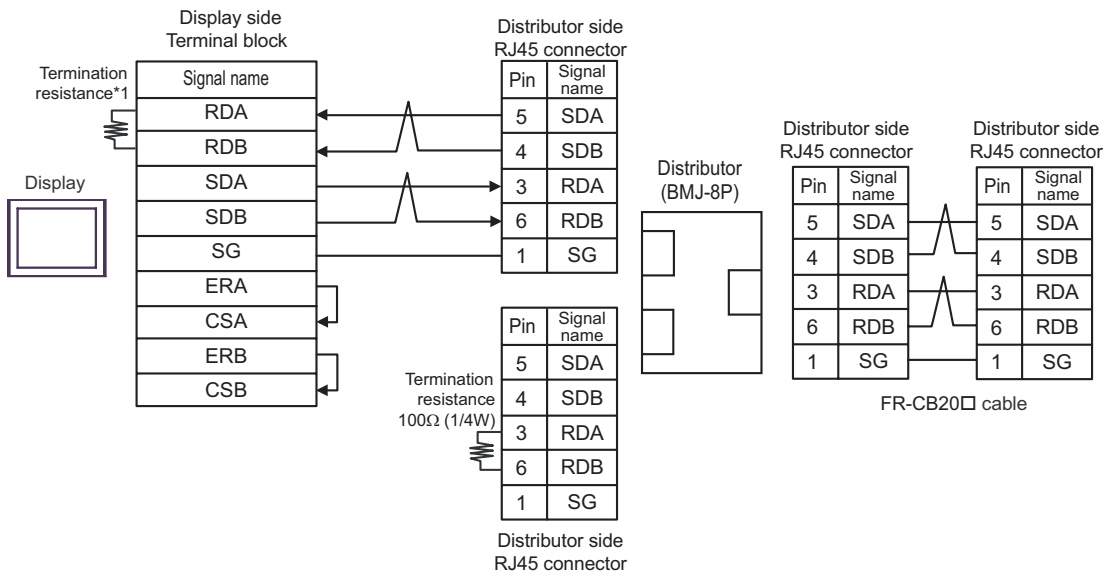 Display side
Terminal block
Termination
resistance*1
Signal name
RDA
RDB
SDA
SDB
SG
ERA
CSA
ERB
CSB
Display
Distributor side
RJ45 connector
Pin Signal name
5 SDA
4 SDB
3 RDA
6 RDB
1 SG
Termination
resistance
100Ω (1/4W)
Pin Signal name
5 SDA
4 SDB
3 RDA
6 RDB
1 SG
Distributor side
RJ45 connector
Distributor
(BMJ-8P)
Distributor side
RJ45 connector
Pin Signal name
5 SDA
4 SDB
3 RDA
6 RDB
1 SG
Distributor side
RJ45 connector
Pin Signal name
5 SDA
4 SDB
3 RDA
6 RDB
1 SG
FR-CB20□ cable